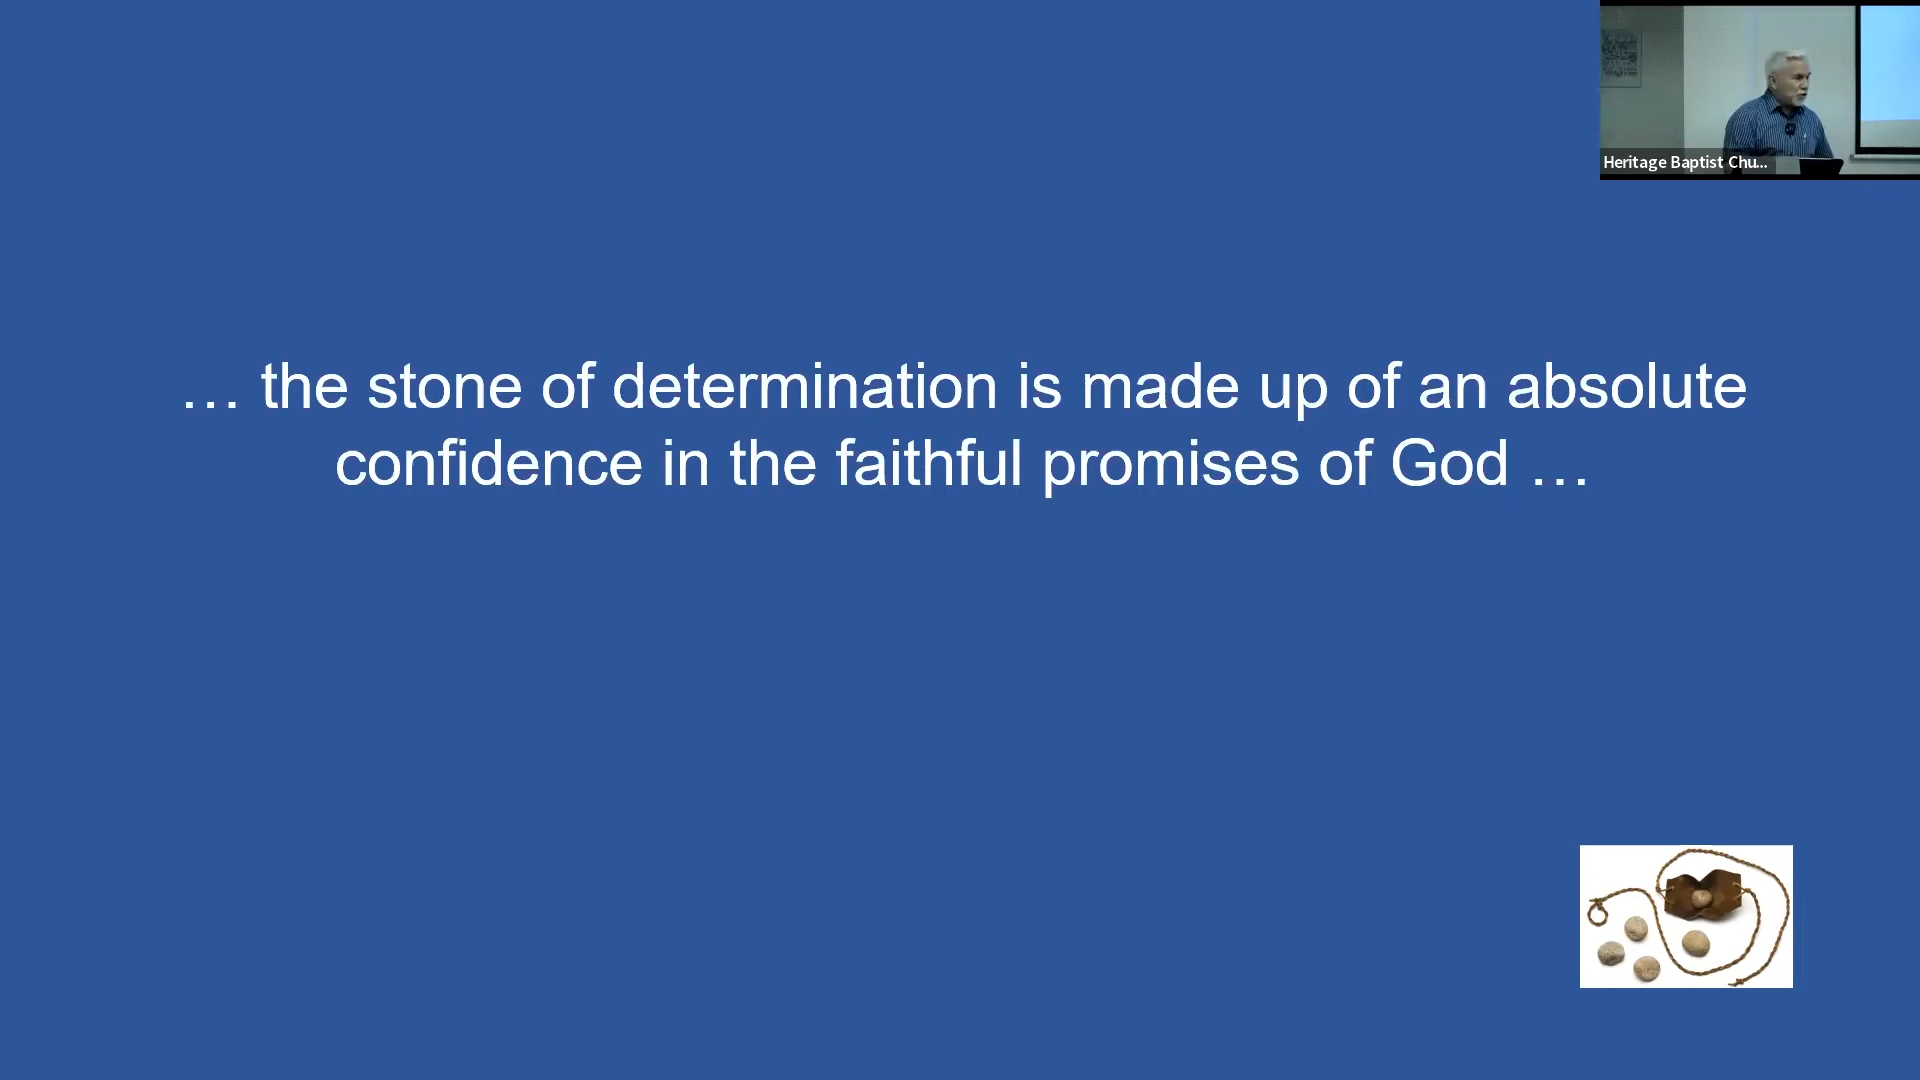 Heritage Baptist Chu...
… the stone of determination is made up of an absolute
confidence in the faithful promises of God …